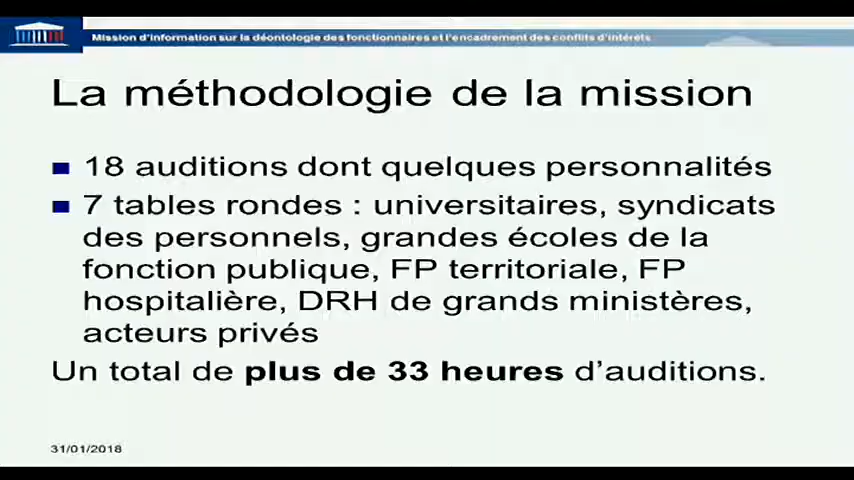 Mission d'information sur la déontologie des fonctionnaires et l'encadrement des conflits d'intérêts
La méthodologie de la mission
18 auditions dont quelques personnalités
7 tables rondes : universitaires, syndicats
des personnels, grandes écoles de la
fonction publique, FP territoriale, FP
hospitalière, DRH de grands ministères,
acteurs privés
Un total de plus de 33 heures d'auditions.
31/01/2018